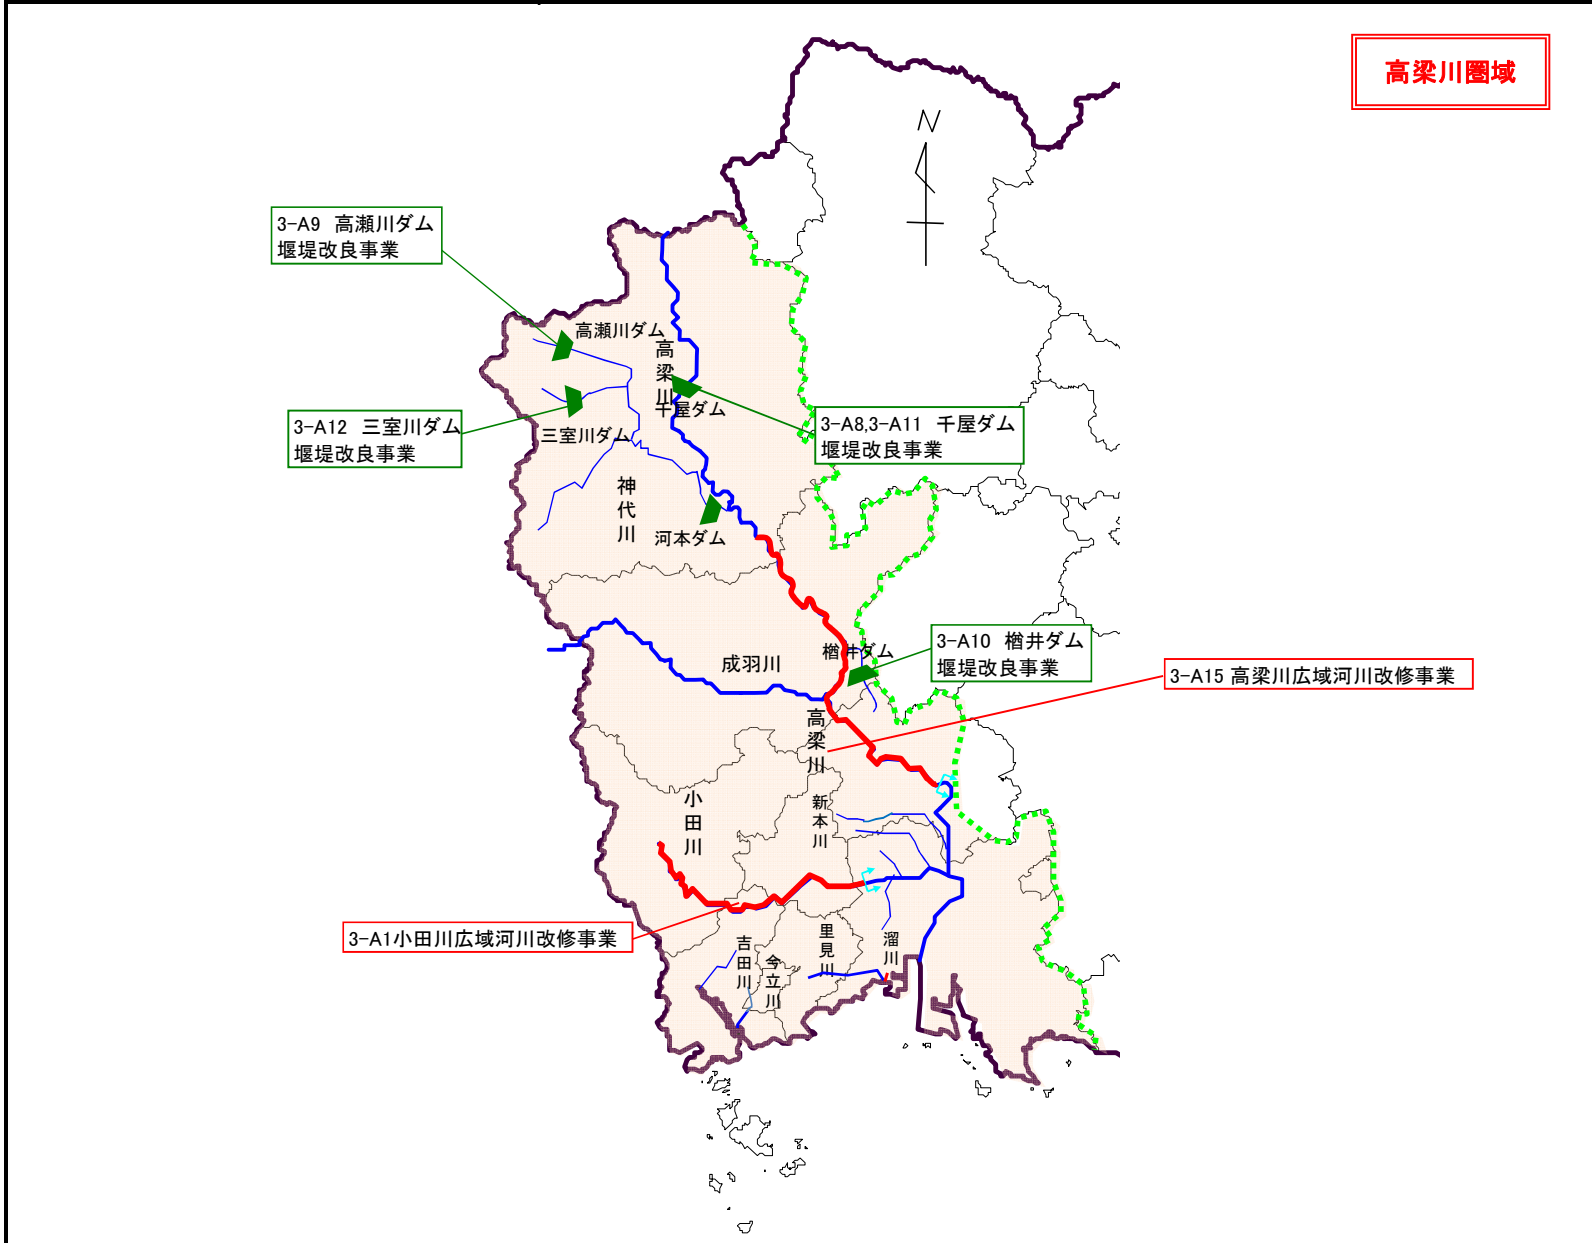 高梁川圏域
N
3-A9 高瀬川ダム
堰堤改良事業
高瀬川ダム
高梁川
千屋ダム
3-A12 三室川ダム
堰堤改良事業
三室川ダム
3-A8,3-A11 千屋ダム
堰堤改良事業
神代川
河本ダム
3-A10 楢井ダム
堰堤改良事業
楢井ダム
成羽川
3-A15 高梁川広域河川改修事業
高梁川
小田川
新本川
3-A1小田川広域河川改修事業
吉田川
今立川
里見川
溜川